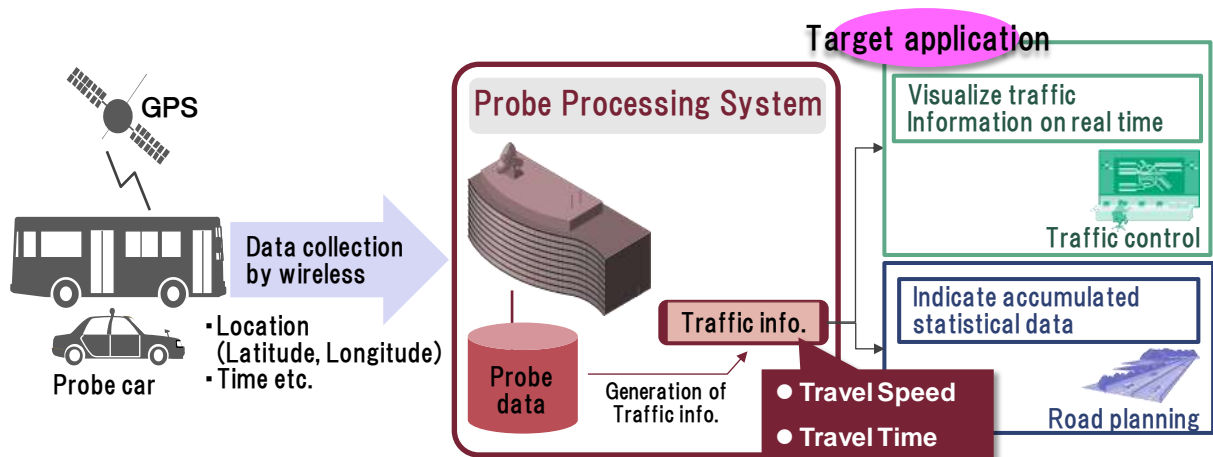 GPS
Data collection
by wireless
・Location
(Latitude, Longitude)
・Time etc.
Probe car
Probe Processing System
Probe
data
Generation of
Traffic info.
Traffic info.
● Travel Speed
● Travel Time
Target application
Visualize traffic
Information on real time
Traffic control
Indicate accumulated
statistical data
Road planning